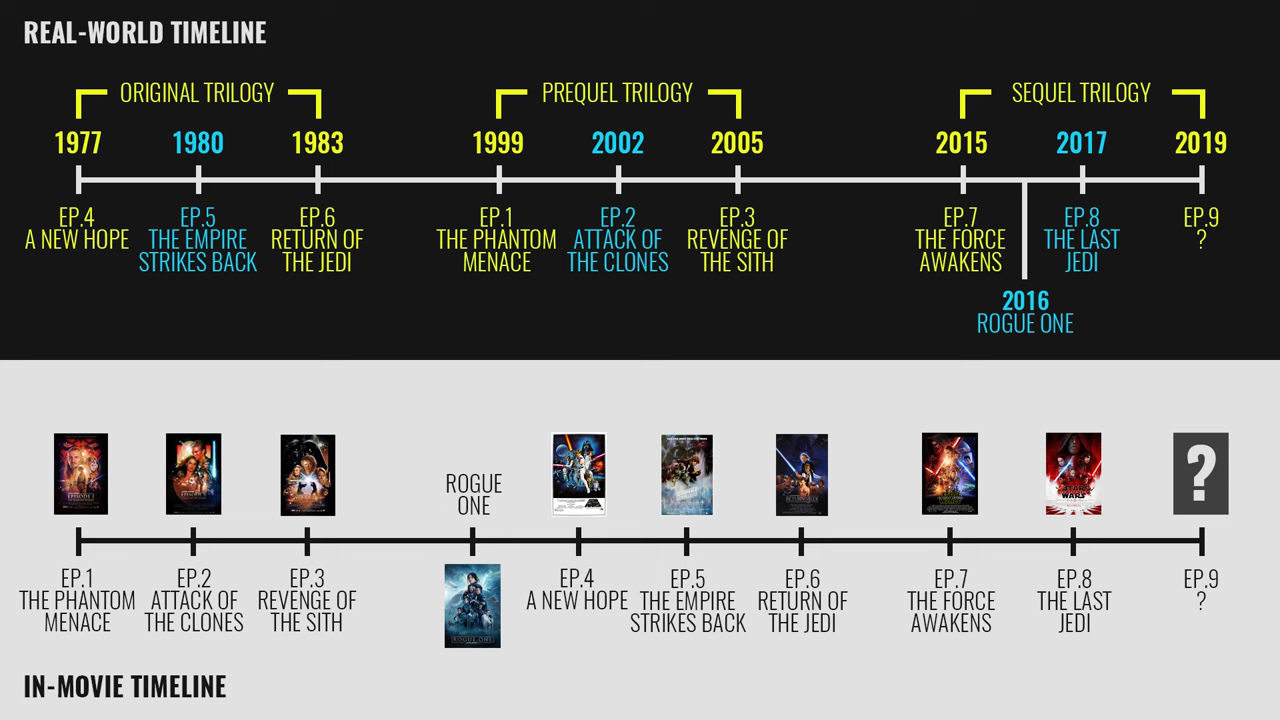 REAL-WORLD TIMELINE
ORIGINAL TRILOGY
PREQUEL TRILOGY
SEQUEL TRILOGY
1977
1980
1983
1999
2002
2005
2015
2017
2019
EP.4
A NEW HOPE
EP.5
THE EMPIRE
STRIKES BACK
EP.6
RETURN OF
THE JEDI
EP.1
THE PHANTOM
MENACE
EP.2
ATTACK OF
THE CLONES
EP.3
REVENGE OF
THE SITH
EP.7
THE FORCE
AWAKENS
EP.8
THE LAST
JEDI
EP.9
?
2016
ROGUE ONE
ROGUE
ONE
STAR
WARS
?
EP.1
THE PHANTOM
MENACE
EP.2
ATTACK OF
THE CLONES
EP.3
REVENGE OF
THE SITH
ROGUE ONE
EP.4
A NEW HOPE
EP.5
THE EMPIRE
STRIKES BACK
EP.6
RETURN OF
THE JEDI
EP.7
THE FORCE
AWAKENS
EP.8
THE LAST
JEDI
EP.9
?
IN-MOVIE TIMELINE